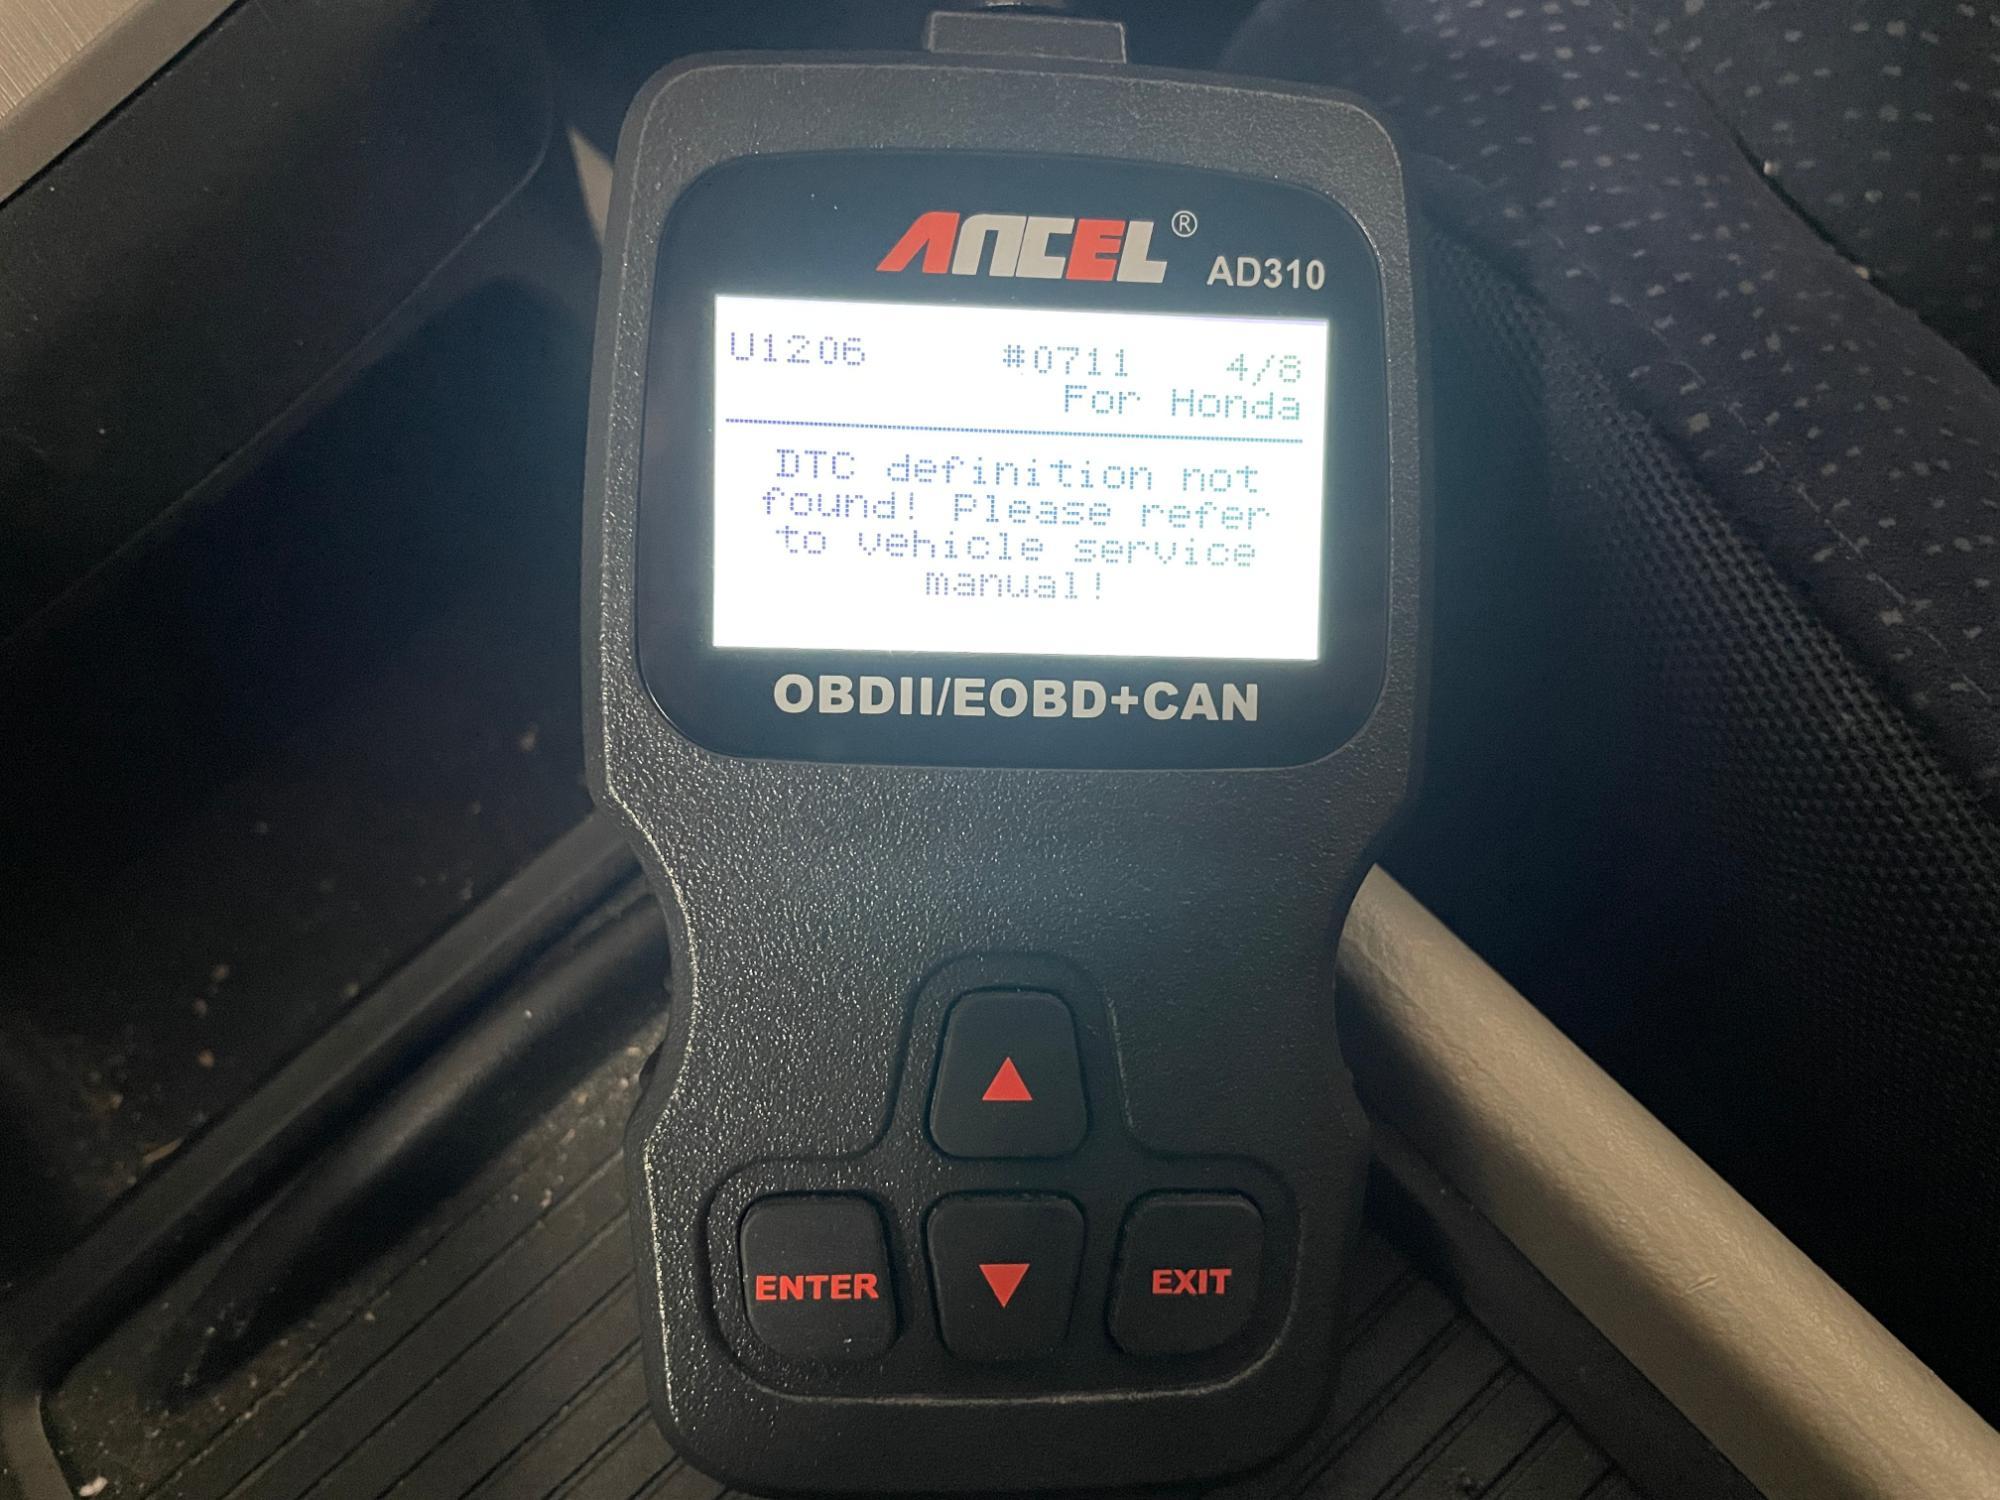 ANCEL® AD310
U1206 #0711 4/8
For Honda
DTC definition not
found! Please refer
to vehicle service
manual!
OBDII/EOBD+CAN
ENTER EXIT